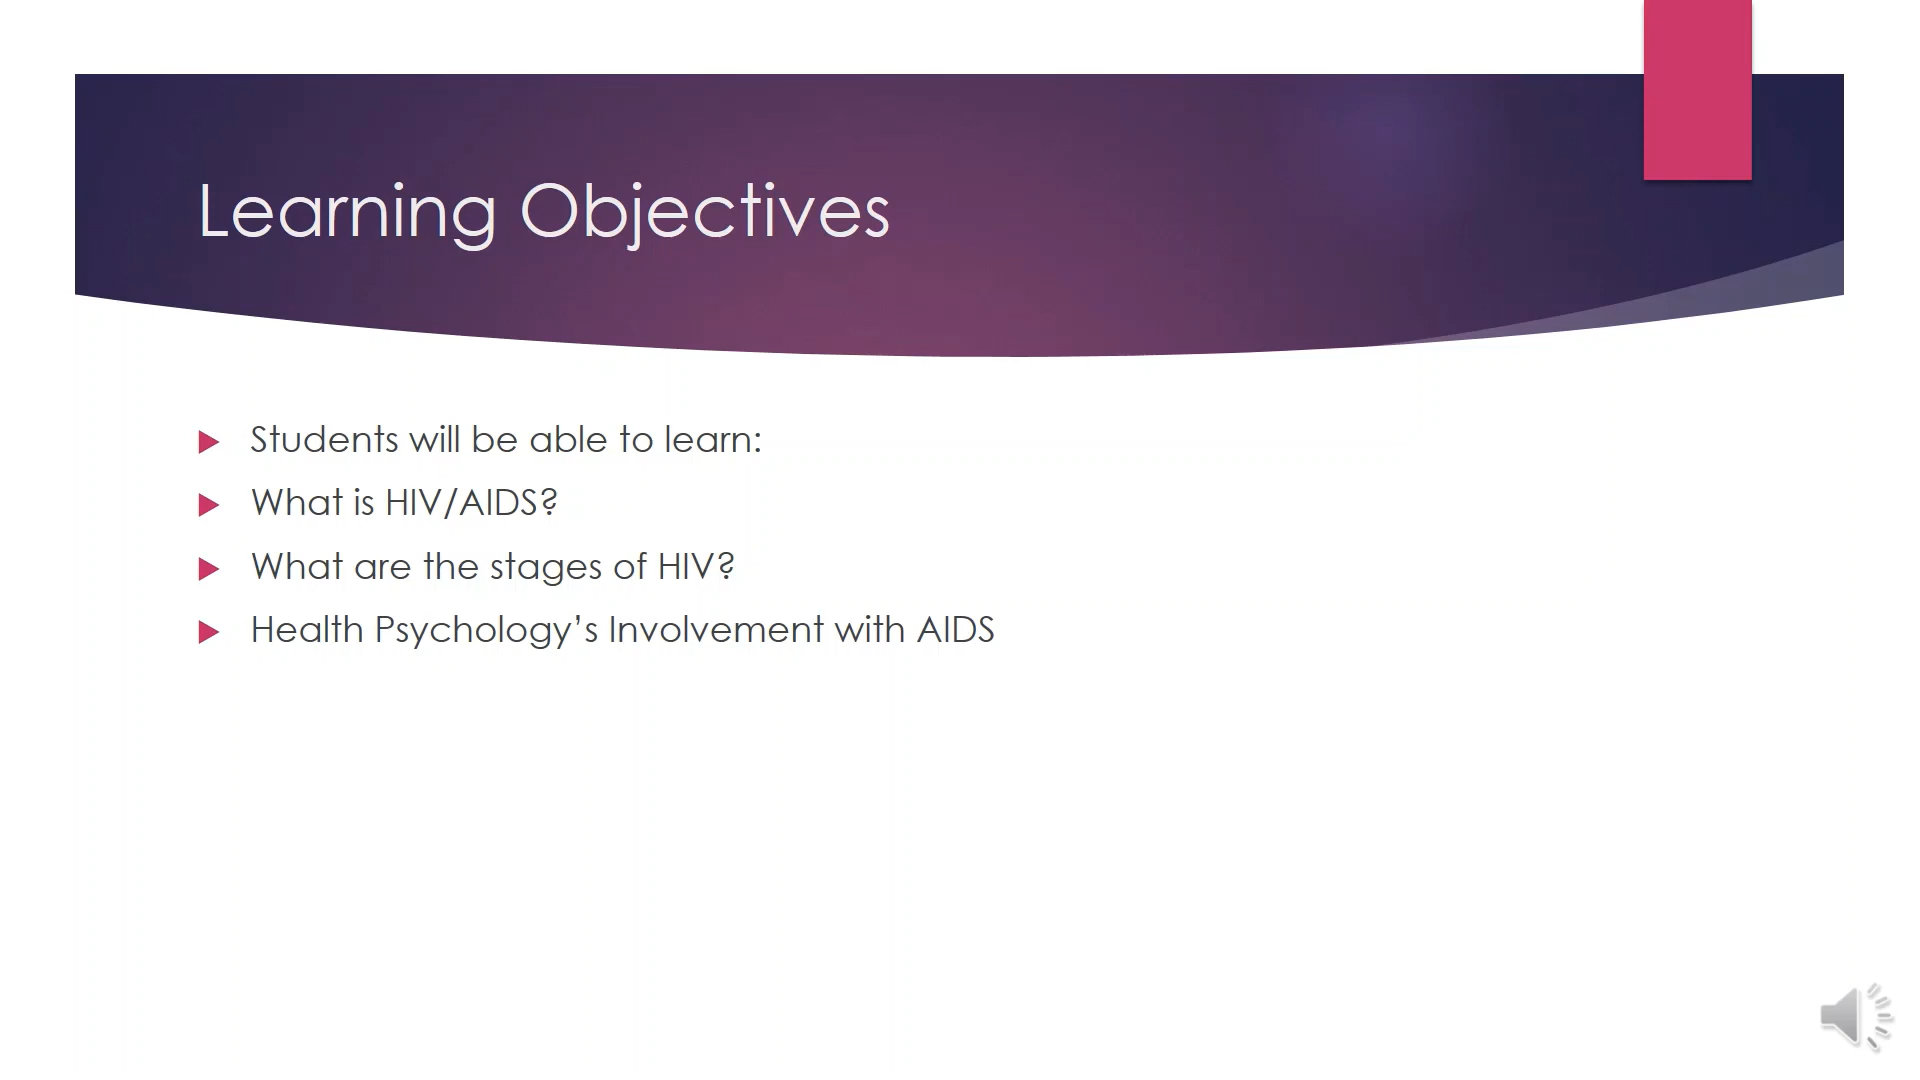 Learning Objectives
Students will be able to learn:
What is HIV/AIDS?
What are the stages of HIV?
Health Psychology’s Involvement with AIDS